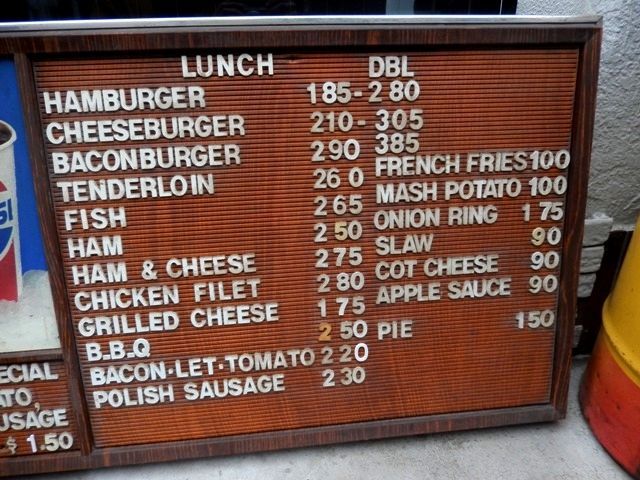 LUNCH DBL
HAMBURGER 185-280
CHEESEBURGER 210-305
BACONBURGER 290 385
TENDERLOIN 260 FRENCH FRIES 100
FISH 265 MASH POTATO 100
HAM 250 ONION RING 175
HAM & CHEESE 275 SLAW 90
CHICKEN FILET 280 COT CHEESE 90
GRILLED CHEESE 175 APPLE SAUCE 90
B.B.Q 250 PIE 150
BACON·LET·TOMATO 220
POLISH SAUSAGE 230
ECIAL
ATO,
USAGE
$1.50
SI